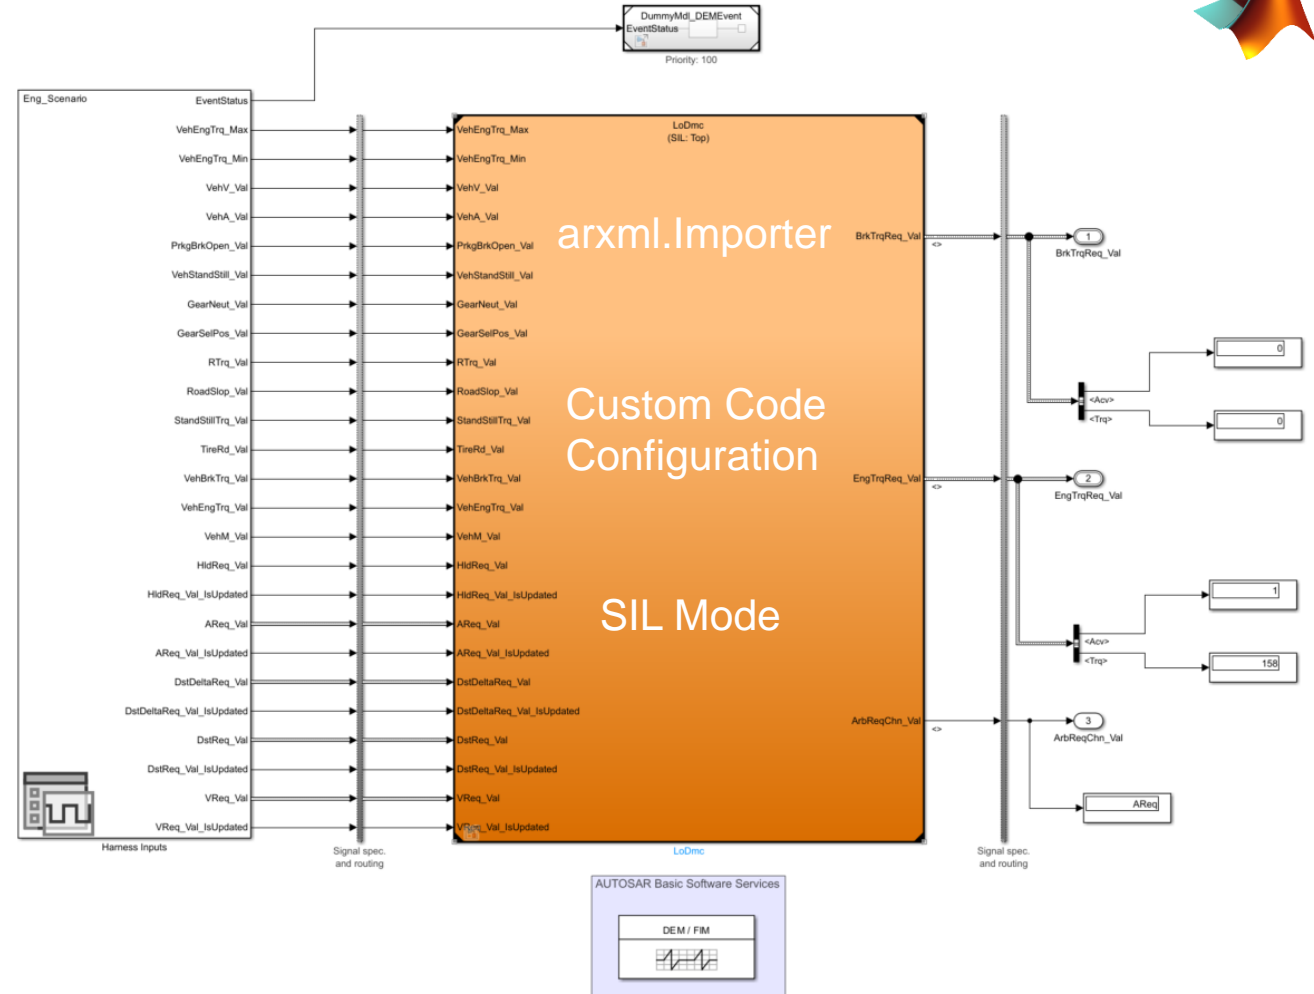 DummyMdl_DEMEvent
EventStatus
Priority: 100
Eng_Scenario
EventStatus
VehEngTrq_Max
VehEngTrq_Min
VehV_Val
VehA_Val
PrkgBrkOpen_Val
VehStandStill_Val
GearNeut_Val
GearSelPos_Val
RTrq_Val
RoadSlop_Val
StandStillTrq_Val
TireRd_Val
VehBrkTrq_Val
VehEngTrq_Val
VehM_Val
HldReq_Val
HldReq_Val_IsUpdated
AReq_Val
AReq_Val_IsUpdated
DstDeltaReq_Val
DstDeltaReq_Val_IsUpdated
DstReq_Val
DstReq_Val_IsUpdated
VReq_Val
VReq_Val_IsUpdated
Harness Inputs
Signal spec.
and routing
LoDmc
(SIL: Top)
VehEngTrq_Max
VehEngTrq_Min
VehV_Val
VehA_Val
PrkgBrkOpen_Val
VehStandStill_Val
GearNeut_Val
GearSelPos_Val
RTrq_Val
RoadSlop_Val
StandStillTrq_Val
TireRd_Val
VehBrkTrq_Val
VehEngTrq_Val
VehM_Val
HldReq_Val
HldReq_Val_IsUpdated
AReq_Val
AReq_Val_IsUpdated
DstDeltaReq_Val
DstDeltaReq_Val_IsUpdated
DstReq_Val
DstReq_Val_IsUpdated
VReq_Val
VReq_Val_IsUpdated
arxml.Importer
Custom Code
Configuration
SIL Mode
BrkTrqReq_Val
<>
EngTrqReq_Val
<>
ArbReqChn_Val
<>
LoDmc
Signal spec.
and routing
1
BrkTrqReq_Val
0
<Acv>
<Trq>
0
2
EngTrqReq_Val
1
<Acv>
<Trq>
158
3
ArbReqChn_Val
AReq
AUTOSAR Basic Software Services
DEM / FIM